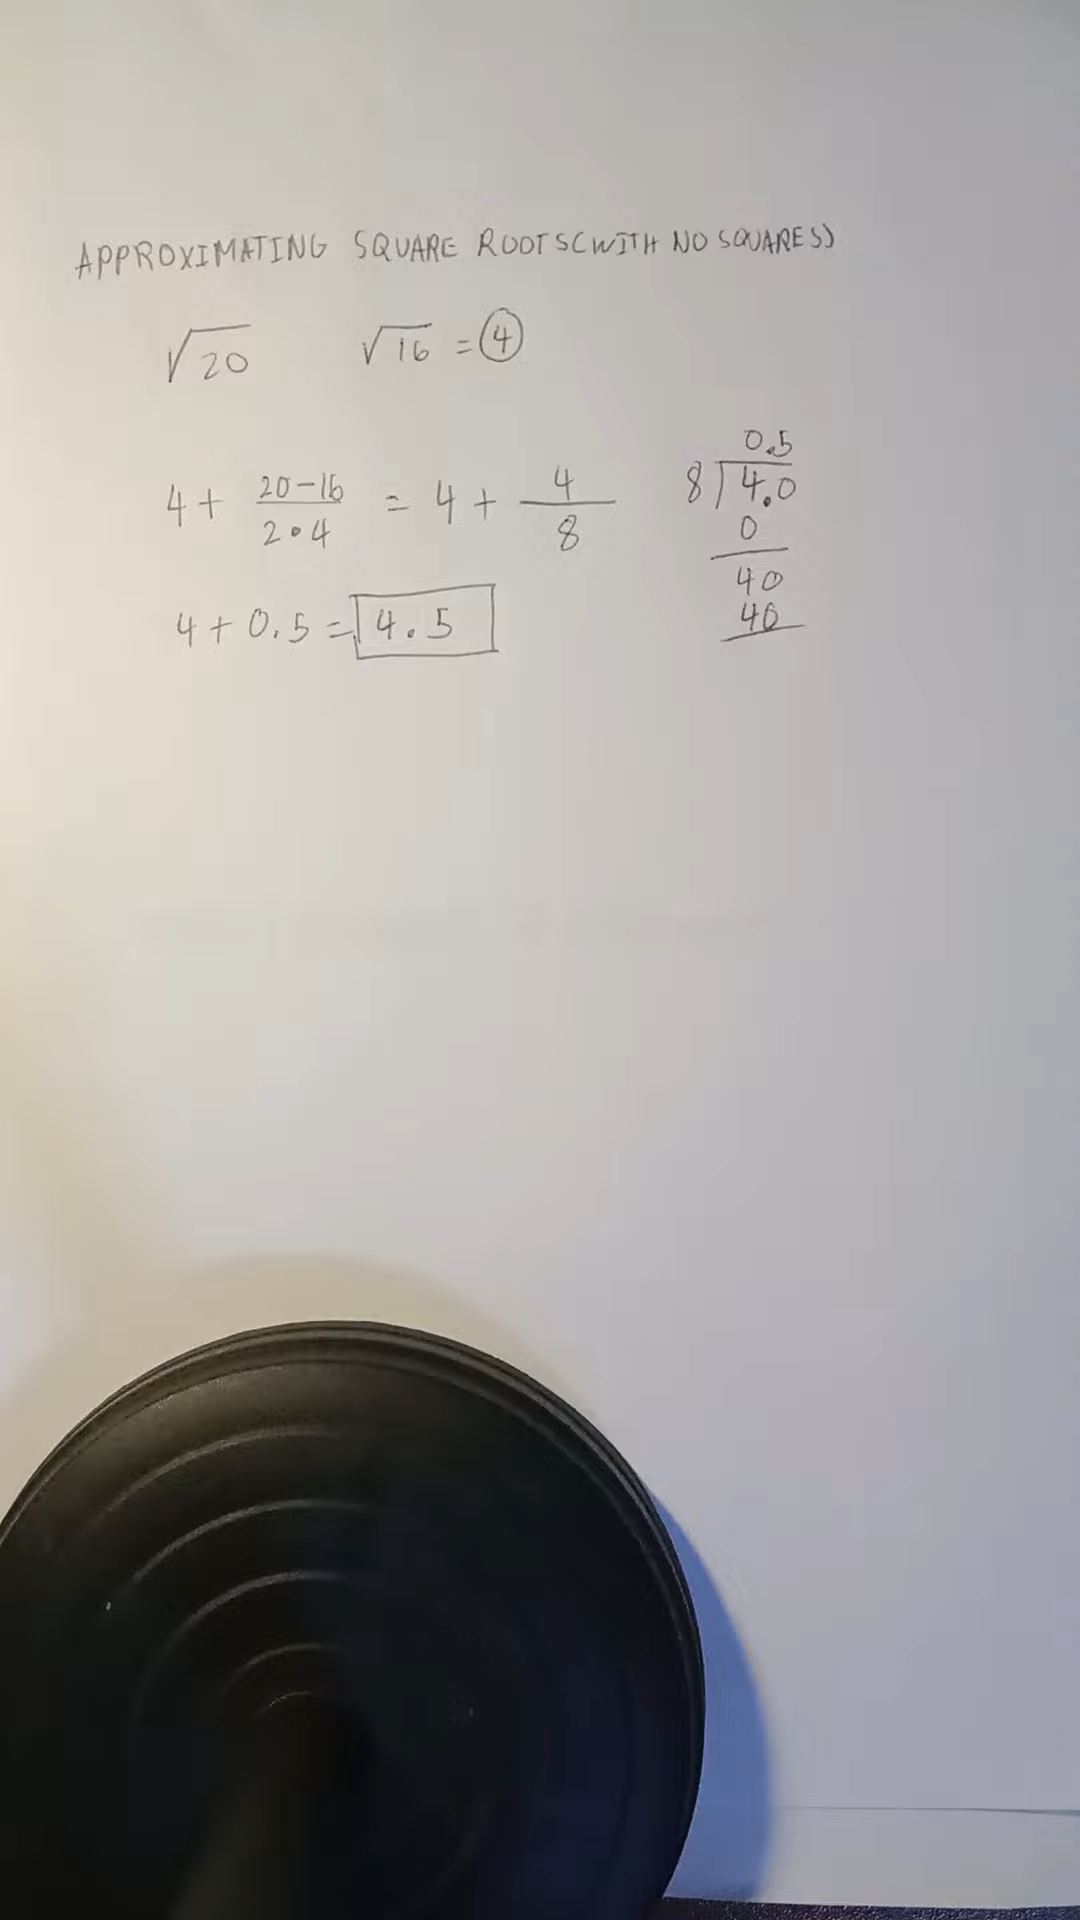 APPROXIMATING SQUARE ROOTS(WITH NO SQUARES)
√20 √16 = 4
4 + (20-16)/(2•4) = 4 + 4/8
4 + 0.5 = 4.5
0.5
8 4.0
0
40
40